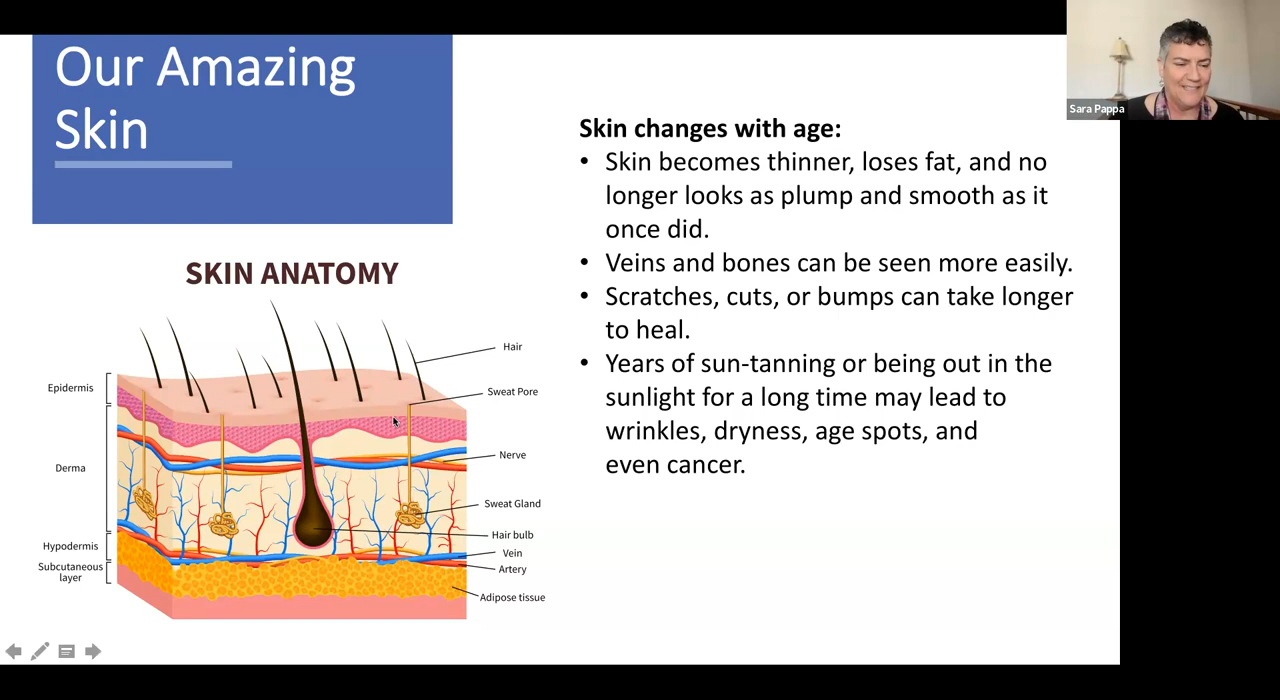 Our Amazing
Skin
Sara Pappa
Skin changes with age:
• Skin becomes thinner, loses fat, and no
longer looks as plump and smooth as it
once did.
• Veins and bones can be seen more easily.
• Scratches, cuts, or bumps can take longer
to heal.
• Years of sun-tanning or being out in the
sunlight for a long time may lead to
wrinkles, dryness, age spots, and
even cancer.
SKIN ANATOMY
Epidermis
Derma
Hypodermis
Subcutaneous
layer
Hair
Sweat Pore
Nerve
Sweat Gland
Hair bulb
Vein
Artery
Adipose tissue